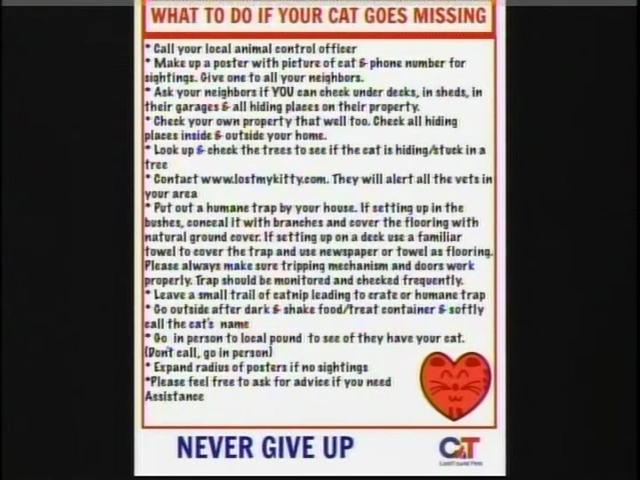 WHAT TO DO IF YOUR CAT GOES MISSING
* Call your local animal control officer
* Make up a poster with picture of cat & phone number for
sightings. Give one to all your neighbors.
* Ask your neighbors if YOU can check under decks, in sheds, in
their garages & all hiding places on their property.
* Check your own property that well too. Check all hiding
places inside & outside your home.
* Look up & check the trees to see if the cat is hiding/stuck in a
tree
* Contact www.lostmykitty.com. They will alert all the vets in
your area
* Put out a humane trap by your house. If setting up in the
bushes, conceal it with branches and cover the flooring with
natural ground cover. If setting up on a deck use a familiar
towel to cover the trap and use newspaper or towel as flooring.
Please always make sure tripping mechanism and doors work
properly. Trap should be monitored and checked frequently.
* Leave a small trail of catnip leading to crate or humane trap
* Go outside after dark & shake food/treat container & softly
call the cat's name
* Go in person to local pound to see of they have your cat.
(Don't call, go in person)
* Expand radius of posters if no sightings
*Please feel free to ask for advice if you need
Assistance
NEVER GIVE UP
CAT